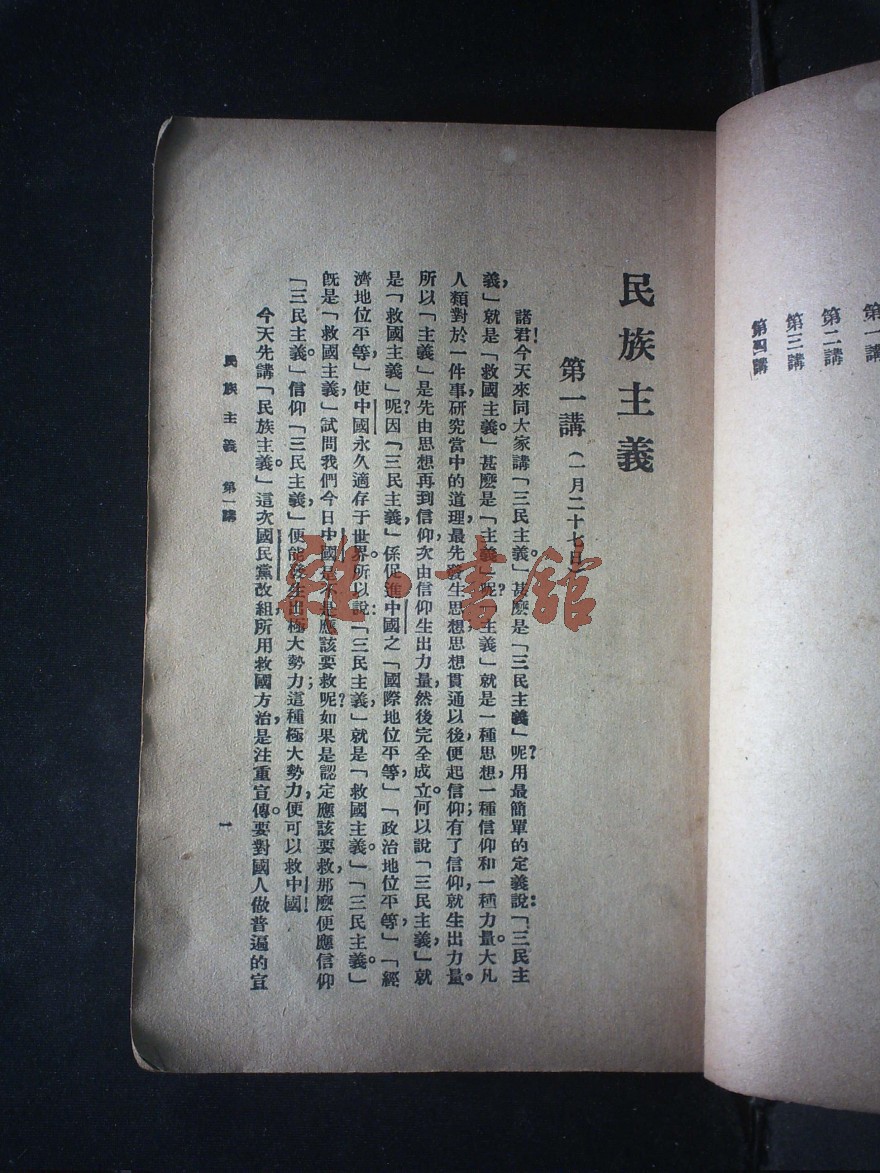 第一講
第二講
第三講
第四講
民族主義
第一講(一月二十七日)
諸君!今天來同大家講「三民主義」。甚麼是「三民主義」呢?用最簡單的定義說:「三民主
義,」就是「救國主義。」甚麼是「主義」呢?「主義」就是一種思想,一種信仰和一種力量。大凡
人類對於一件事研究當中的道理,最先發生思想;思想貫通以後,便起信仰;有了信仰,就生出力量。
所以「主義」是先由思想再到信仰,次由信仰生出力量,然後完全成立。何以說「三民主義,」就
是「救國主義」呢?因「三民主義」係促進中國之「國際地位平等,」「政治地位平等,」「經
濟地位平等,」使中國永久適存于世界。所以說:「三民主義,」就是「救國主義。」「三民主義。」
旣是「救國主義,」試問我們今日中國是不是應該要救呢?如果是認定應該要救,那麼便應信仰
「三民主義。」信仰「三民主義,」便能發生出極大勢力;這種極大勢力,便可以救中國!
今天先講「民族主義。」這次國民黨改組,所用救國方治,是注重宣傳。要對國人做普遍的宣
民族主義 第一講
一
雜·書館